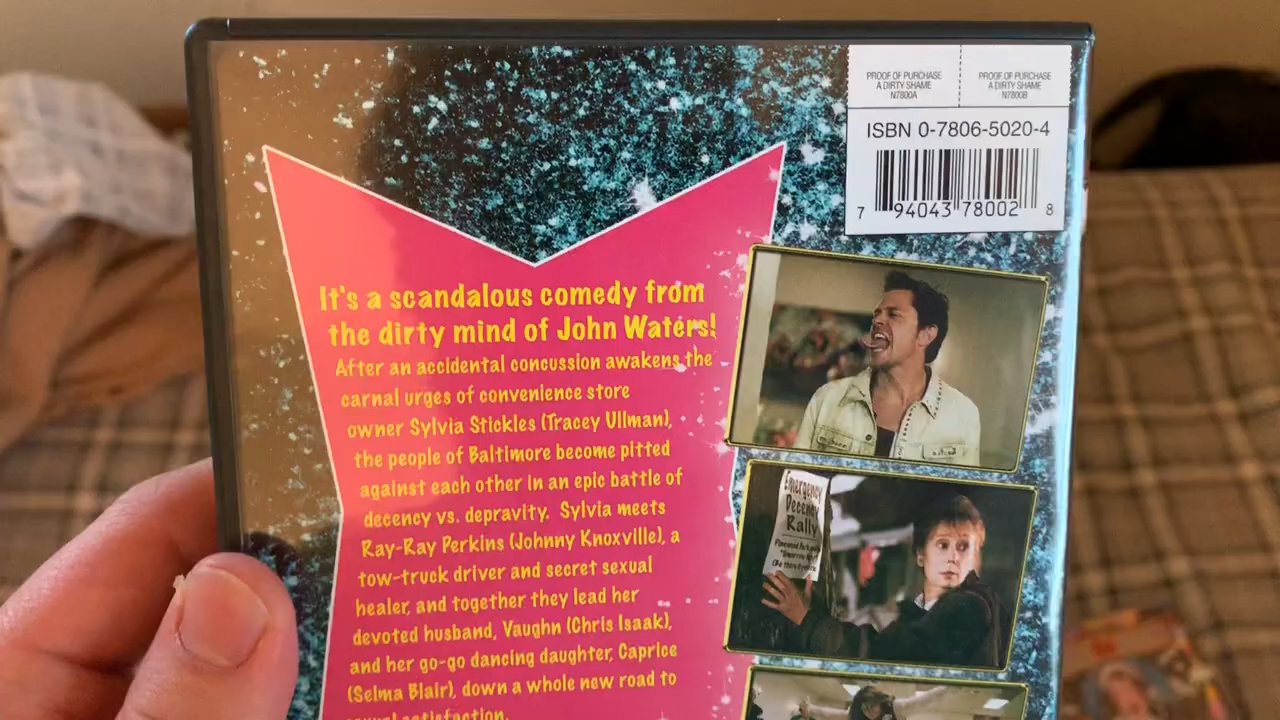 PROOF OF PURCHASE
A DIRTY SHAME
N7800A
PROOF OF PURCHASE
A DIRTY SHAME
N7800B
ISBN 0-7806-5020-4
7 94043 78002 8
It's a scandalous comedy from
the dirty mind of John Waters!
After an accidental concussion awakens the
carnal urges of convenience store
owner Sylvia Stickles (Tracey Ullman),
the people of Baltimore become pitted
against each other in an epic battle of
decency vs. depravity. Sylvia meets
Ray-Ray Perkins (Johnny Knoxville), a
tow-truck driver and secret sexual
healer, and together they lead her
devoted husband, Vaughn (Chris Isaak),
and her go-go dancing daughter, Caprice
(Selma Blair), down a whole new road to
sexual satisfaction.
Emergency
Decency
Rally